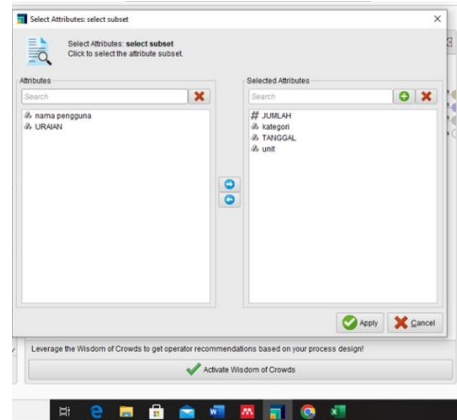 Select Attributes: select subset
Select Attributes: select subset
Click to select the attribute subset.
Attributes
Search
nama pengguna
URAIAN
Selected Attributes
Search
# JUMLAH
kategori
TANGGAL
unit
Apply
Cancel
Leverage the Wisdom of Crowds to get operator recommendations based on your process design!
Activate Wisdom of Crowds